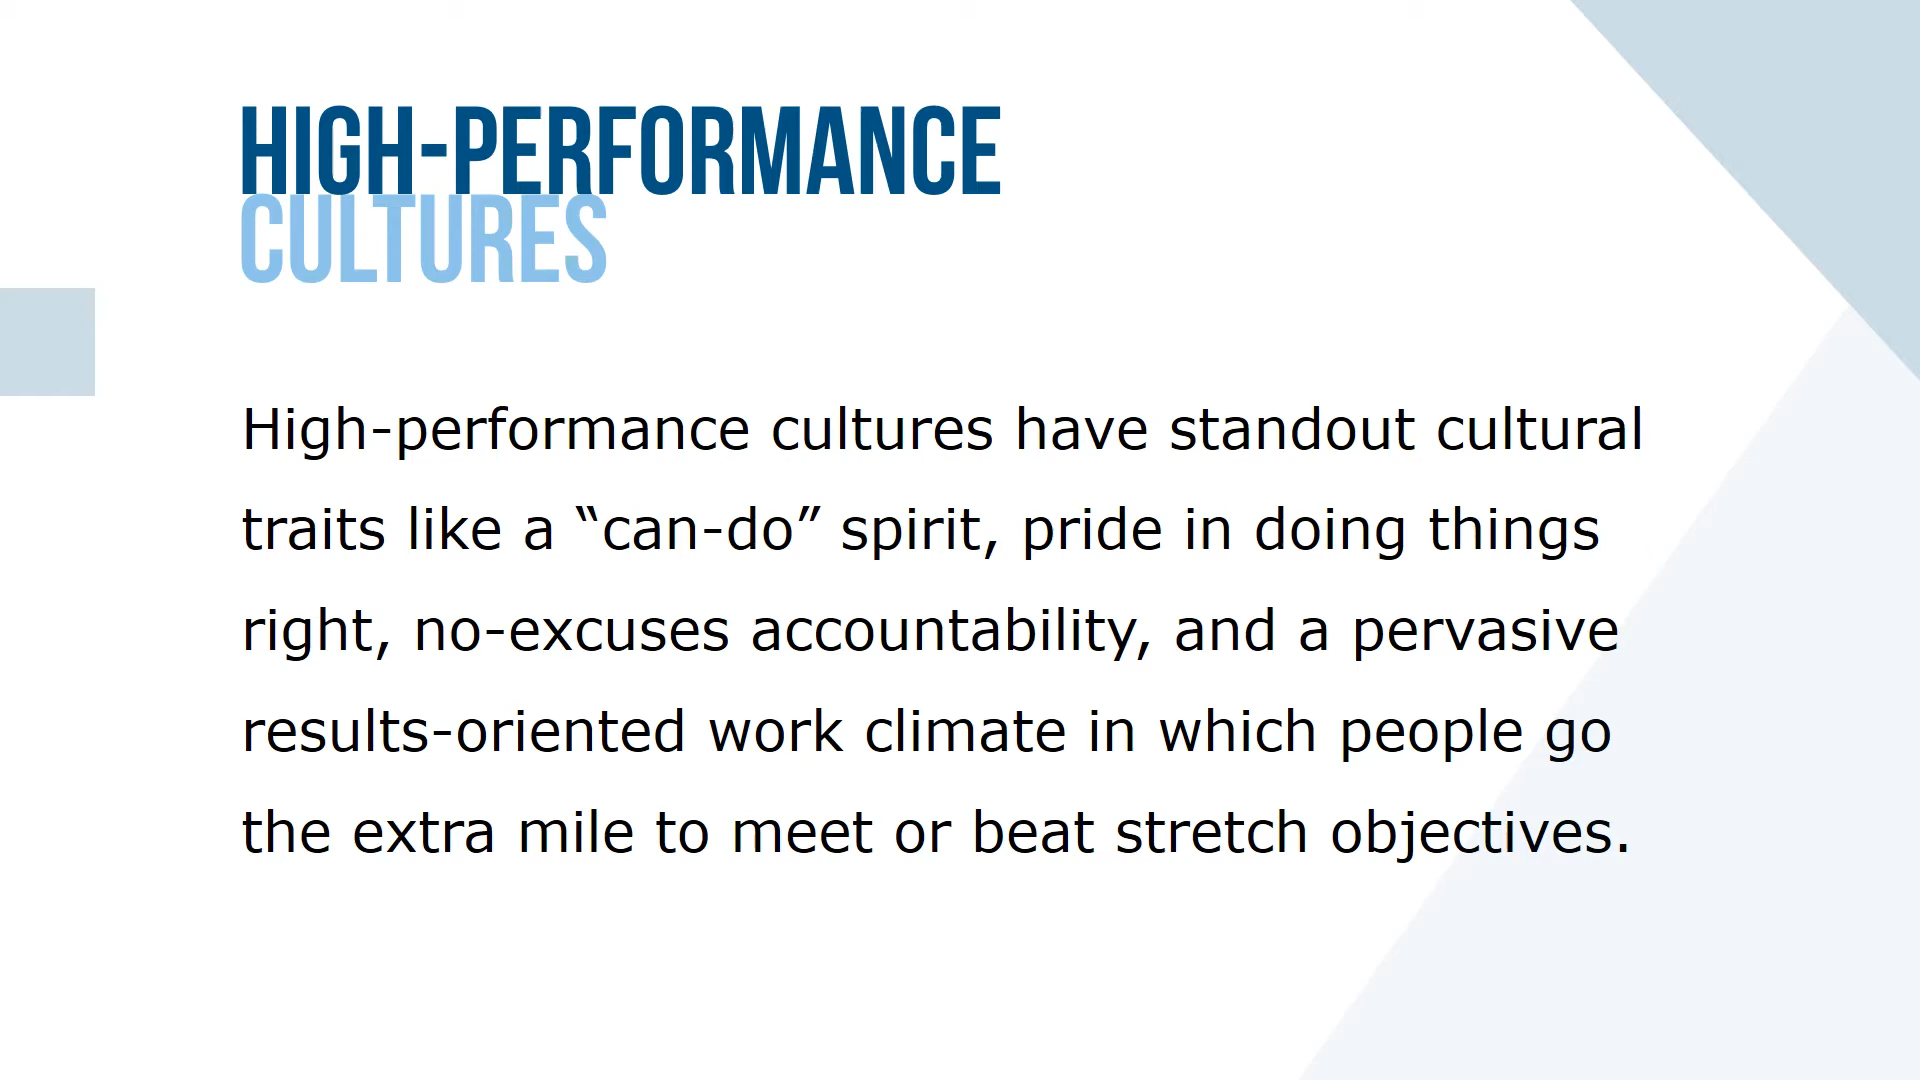 HIGH-PERFORMANCE
CULTURES
High-performance cultures have standout cultural
traits like a “can-do” spirit, pride in doing things
right, no-excuses accountability, and a pervasive
results-oriented work climate in which people go
the extra mile to meet or beat stretch objectives.